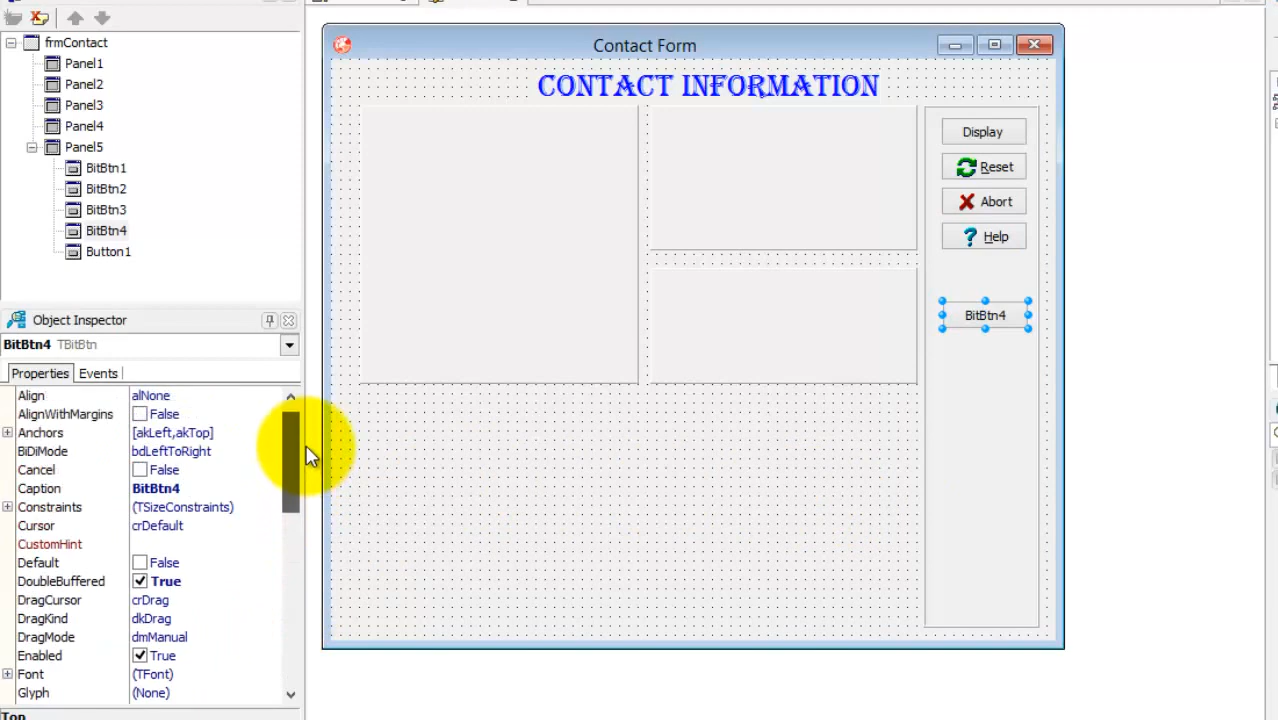 frmContact
Panel1
Panel2
Panel3
Panel4
Panel5
BitBtn1
BitBtn2
BitBtn3
BitBtn4
Button1
Object Inspector
BitBtn4 TBitBtn
Properties Events
Align alNone
AlignWithMargins False
Anchors [akLeft,akTop]
BiDiMode bdLeftToRight
Cancel False
Caption BitBtn4
Constraints (TSizeConstraints)
Cursor crDefault
CustomHint
Default False
DoubleBuffered True
DragCursor crDrag
DragKind dkDrag
DragMode dmManual
Enabled True
Font (TFont)
Glyph (None)
Top
Contact Form
CONTACT INFORMATION
Display
Reset
Abort
Help
BitBtn4